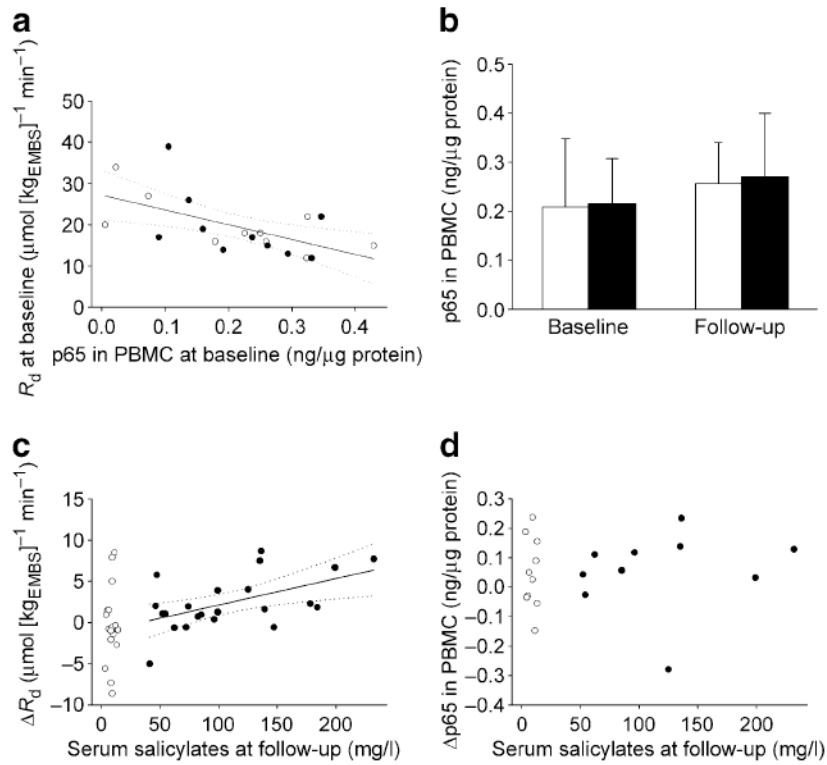 a
R_d at baseline (μmol [kg_EMBS]⁻¹ min⁻¹)
50
40
30
20
10
0
0.0 0.1 0.2 0.3 0.4
p65 in PBMC at baseline (ng/μg protein)
b
p65 in PBMC (ng/μg protein)
0.5
0.4
0.3
0.2
0.1
0.0
Baseline Follow-up
c
ΔR_d (μmol [kg_EMBS]⁻¹ min⁻¹)
15
10
5
0
–5
–10
0 50 100 150 200
Serum salicylates at follow-up (mg/l)
d
Δp65 in PBMC (ng/μg protein)
0.3
0.2
0.1
0.0
–0.1
–0.2
–0.3
–0.4
0 50 100 150 200
Serum salicylates at follow-up (mg/l)